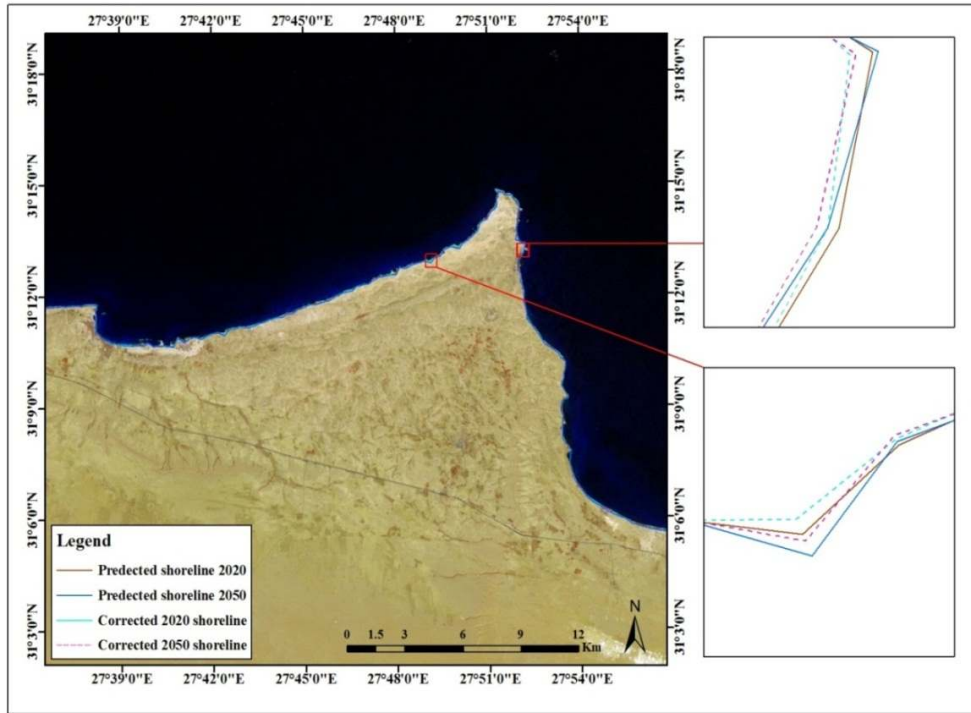 27°39'0"E 27°42'0"E 27°45'0"E 27°48'0"E 27°51'0"E 27°54'0"E
31°18'0"N 31°18'0"N
31°15'0"N 31°15'0"N
31°12'0"N 31°12'0"N
31°9'0"N 31°9'0"N
31°6'0"N 31°6'0"N
31°3'0"N 31°3'0"N
Legend
Predected shoreline 2020
Predected shoreline 2050
Corrected 2020 shoreline
Corrected 2050 shoreline
N
0 1.5 3 6 9 12
Km
27°39'0"E 27°42'0"E 27°45'0"E 27°48'0"E 27°51'0"E 27°54'0"E